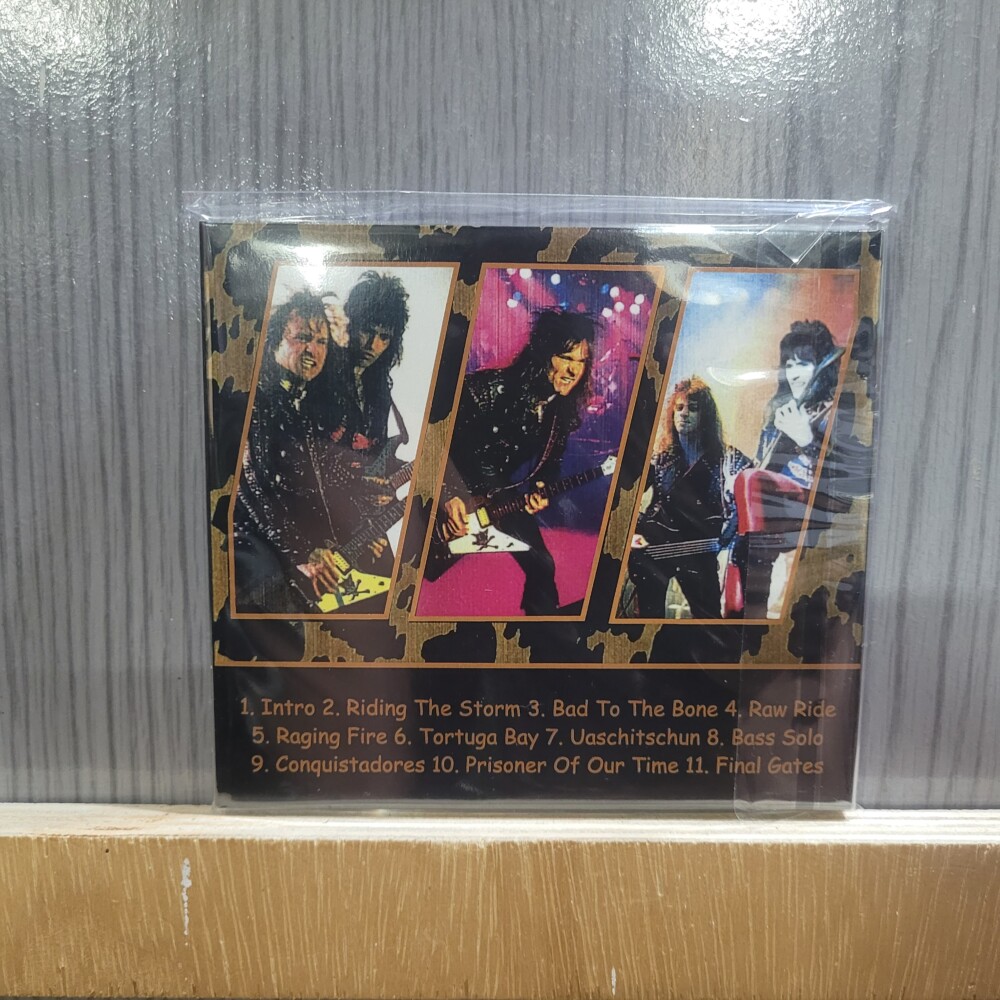 1. Intro 2. Riding The Storm 3. Bad To The Bone 4. Raw Ride
5. Raging Fire 6. Tortuga Bay 7. Uaschitschun 8. Bass Solo
9. Conquistadores 10. Prisoner Of Our Time 11. Final Gates